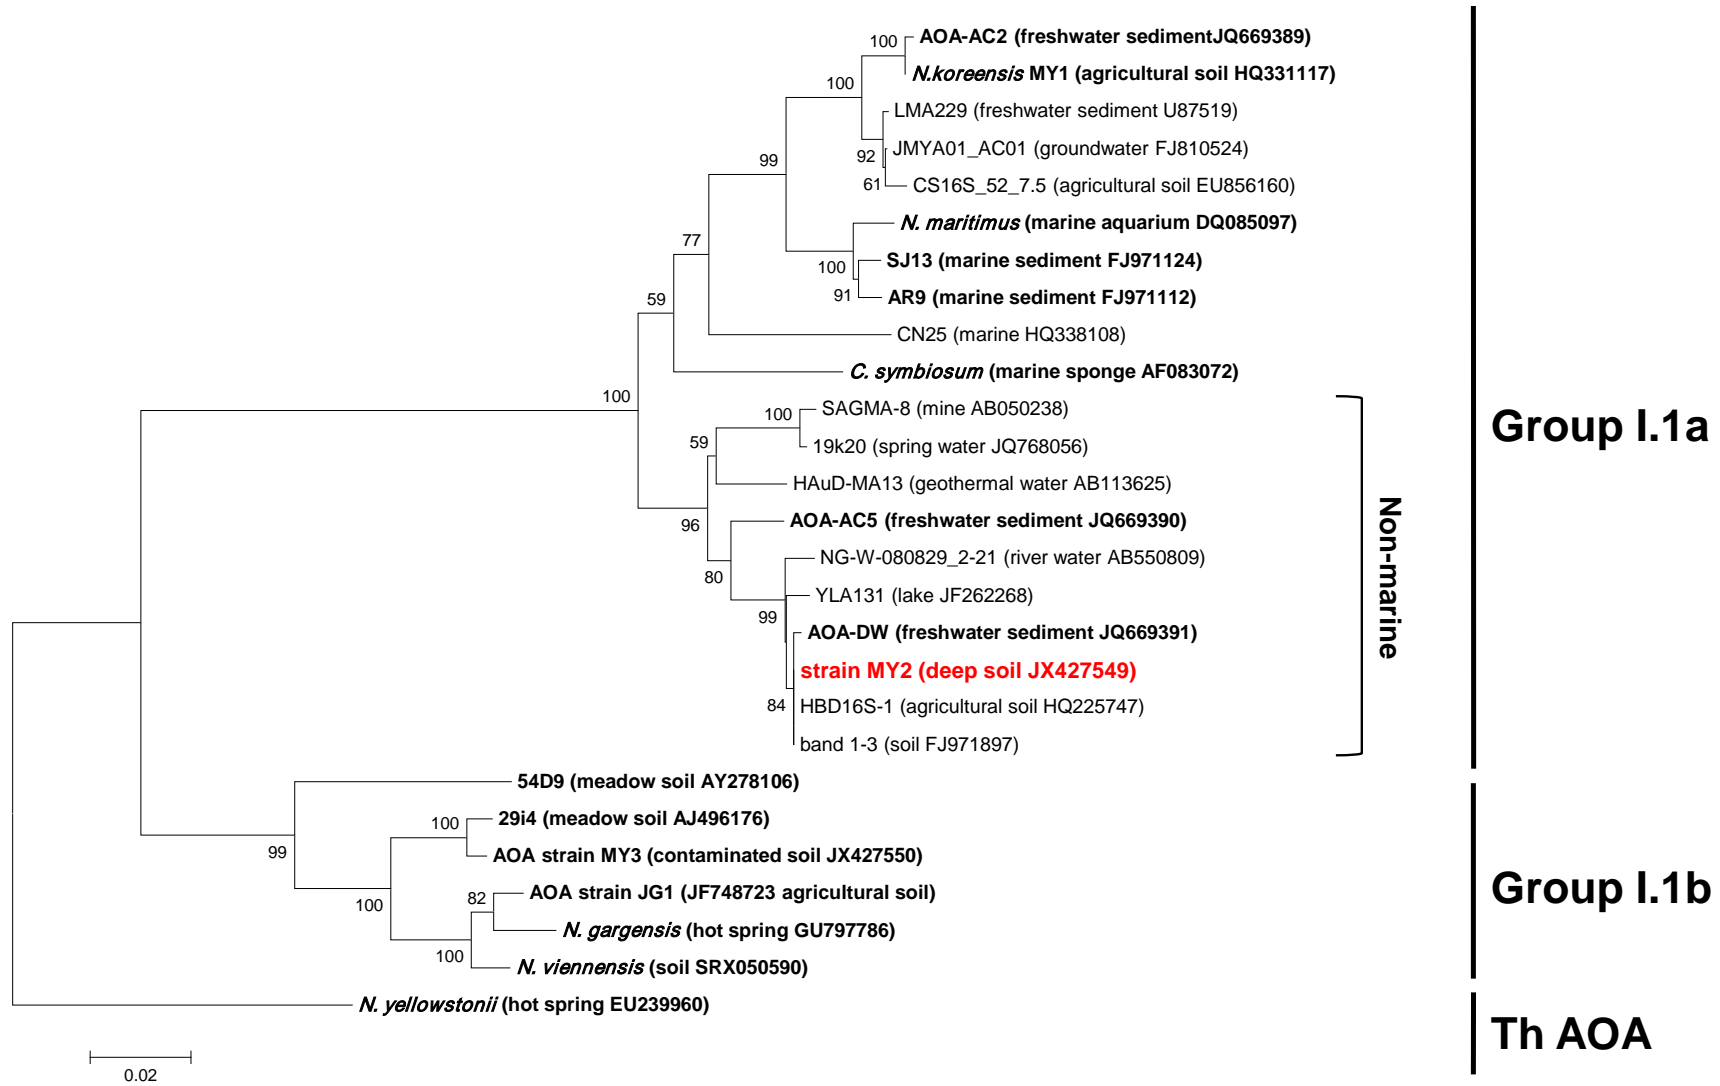 100
AOA-AC2 (freshwater sedimentJQ669389)
N.koreensis MY1 (agricultural soil HQ331117)
100
LMA229 (freshwater sediment U87519)
92
JMYA01_AC01 (groundwater FJ810524)
61
CS16S_52_7.5 (agricultural soil EU856160)
99
N. maritimus (marine aquarium DQ085097)
100
SJ13 (marine sediment FJ971124)
91
AR9 (marine sediment FJ971112)
77
CN25 (marine HQ338108)
59
C. symbiosum (marine sponge AF083072)
100
100
SAGMA-8 (mine AB050238)
59
19k20 (spring water JQ768056)
HAuD-MA13 (geothermal water AB113625)
96
AOA-AC5 (freshwater sediment JQ669390)
80
NG-W-080829_2-21 (river water AB550809)
YLA131 (lake JF262268)
99
AOA-DW (freshwater sediment JQ669391)
strain MY2 (deep soil JX427549)
84
HBD16S-1 (agricultural soil HQ225747)
band 1-3 (soil FJ971897)
Non-marine
Group I.1a
54D9 (meadow soil AY278106)
99
100
29i4 (meadow soil AJ496176)
AOA strain MY3 (contaminated soil JX427550)
100
82
AOA strain JG1 (JF748723 agricultural soil)
N. gargensis (hot spring GU797786)
100
N. viennensis (soil SRX050590)
Group I.1b
N. yellowstonii (hot spring EU239960)
Th AOA
0.02